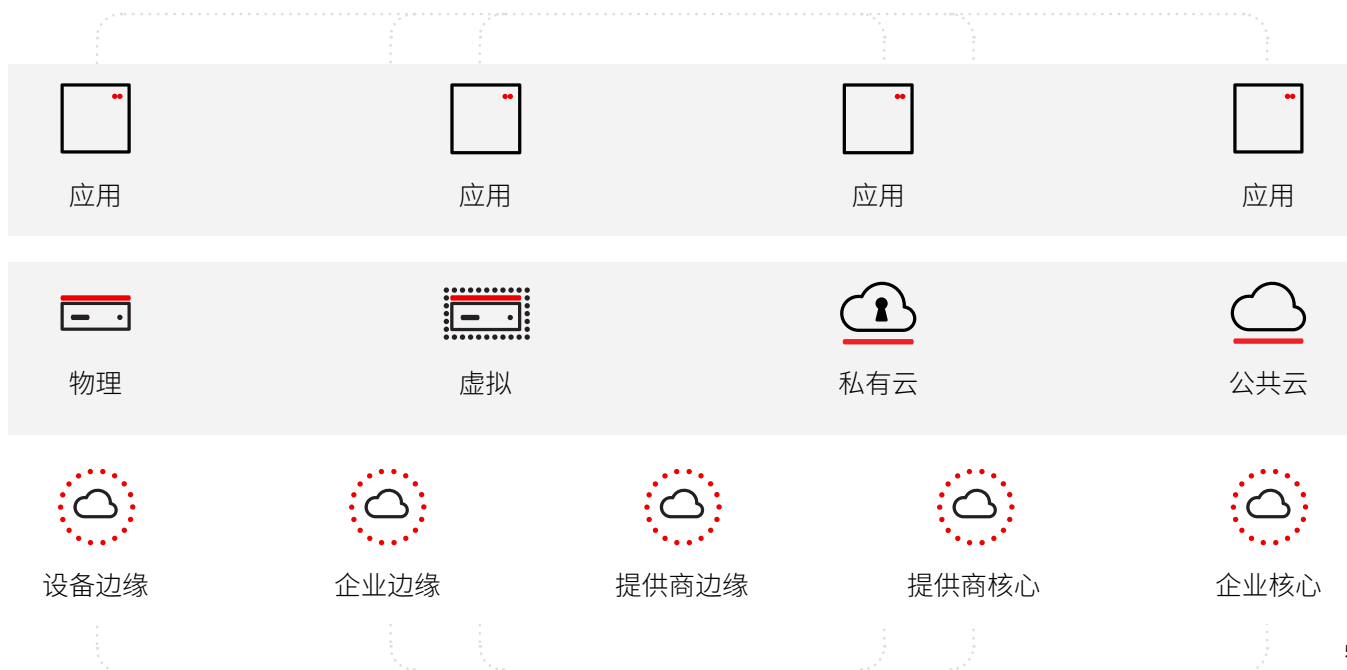 应用 应用 应用 应用
物理 虚拟 私有云 公共云
设备边缘 企业边缘 提供商边缘 提供商核心 企业核心